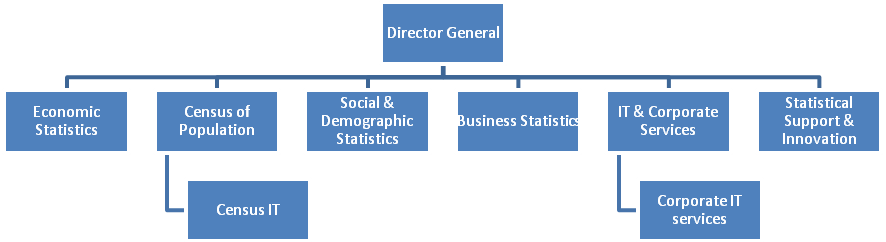 Director General
Economic
Statistics
Census of
Population
Social &
Demographic
Statistics
Business Statistics
IT & Corporate
Services
Statistical
Support &
Innovation
Census IT
Corporate IT
services